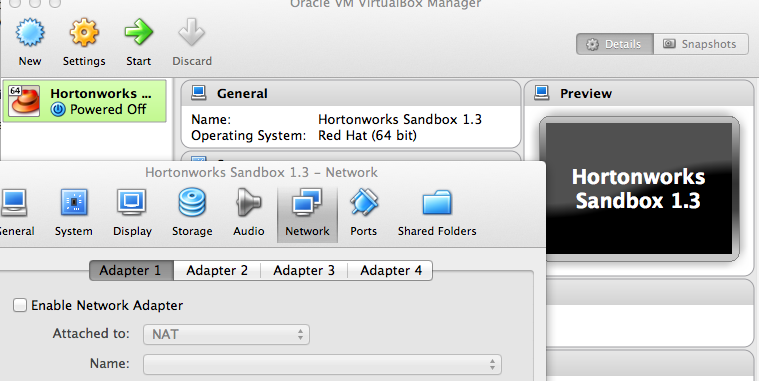 Oracle VM VirtualBox Manager
New Settings Start Discard
Details Snapshots
64 Hortonworks ...
Powered Off
General
Name: Hortonworks Sandbox 1.3
Operating System: Red Hat (64 bit)
Preview
Hortonworks
Sandbox 1.3
Hortonworks Sandbox 1.3 – Network
General System Display Storage Audio Network Ports Shared Folders
Adapter 1 Adapter 2 Adapter 3 Adapter 4
Enable Network Adapter
Attached to: NAT
Name: